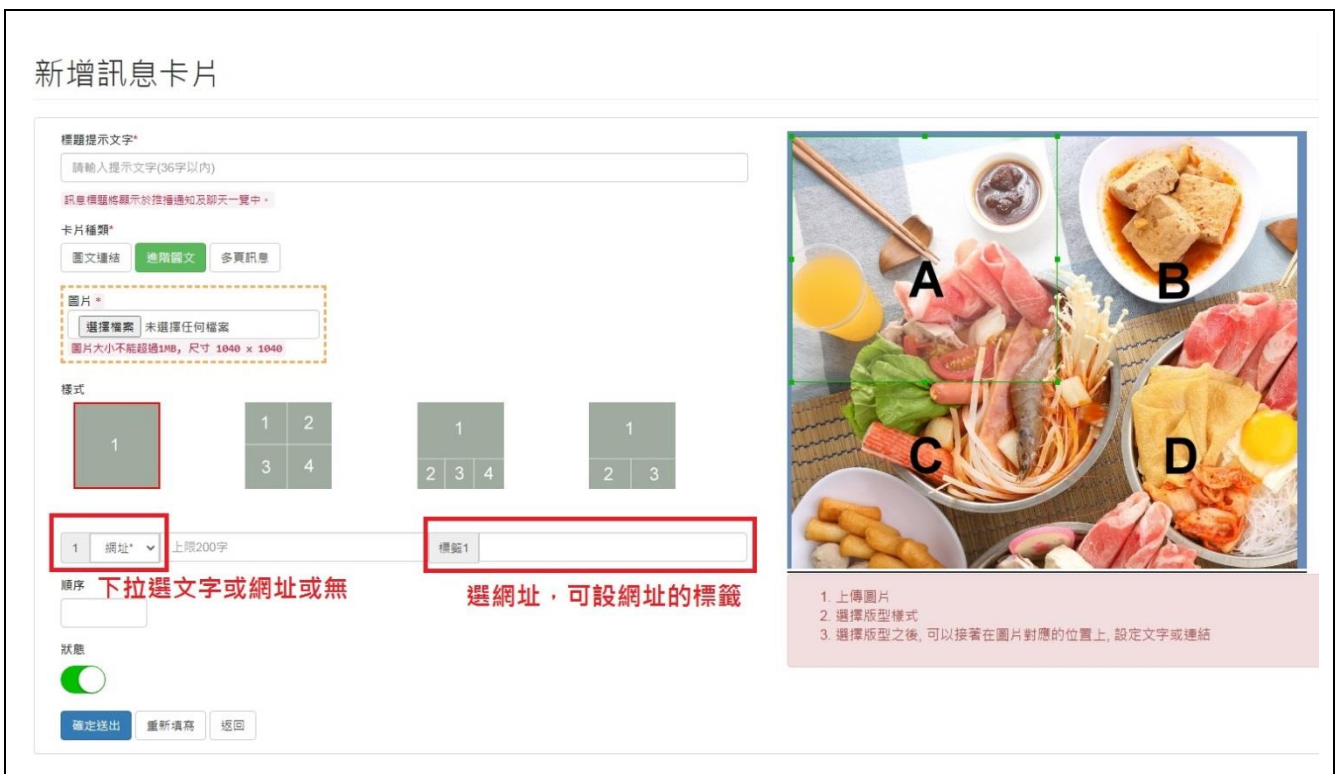 新增訊息卡片
標題提示文字*
請輸入提示文字(36字以內)
訊息標題將顯示於推播通知及聊天一覽中。
卡片種類*
圖文連結 進階圖文 多頁訊息
圖片 *
選擇檔案 未選擇任何檔案
圖片大小不能超過1MB, 尺寸 1040 x 1040
樣式
1
1 2
3 4
1
2 3 4
1
2 3
1 網址* 上限200字 標籤1
下拉選文字或網址或無
選網址，可設網址的標籤
順序
狀態
確定送出 重新填寫 返回
A B
C D
1. 上傳圖片
2. 選擇版型樣式
3. 選擇版型之後, 可以接著在圖片對應的位置上, 設定文字或連結